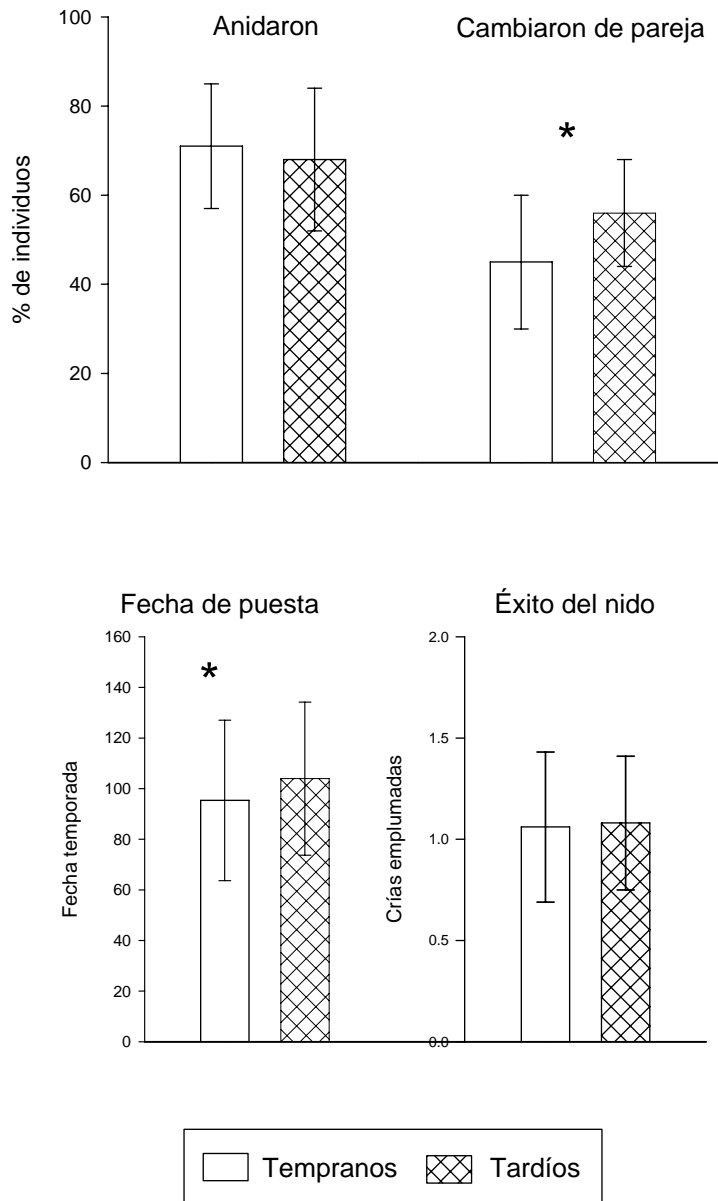 Anidaron
Cambiaron de pareja
*
% de individuos
100
80
60
40
20
0
Fecha de puesta
*
Fecha temporada
160
140
120
100
80
60
40
20
0
Éxito del nido
Crías emplumadas
2.0
1.5
1.0
0.5
0.0
Tempranos
Tardíos